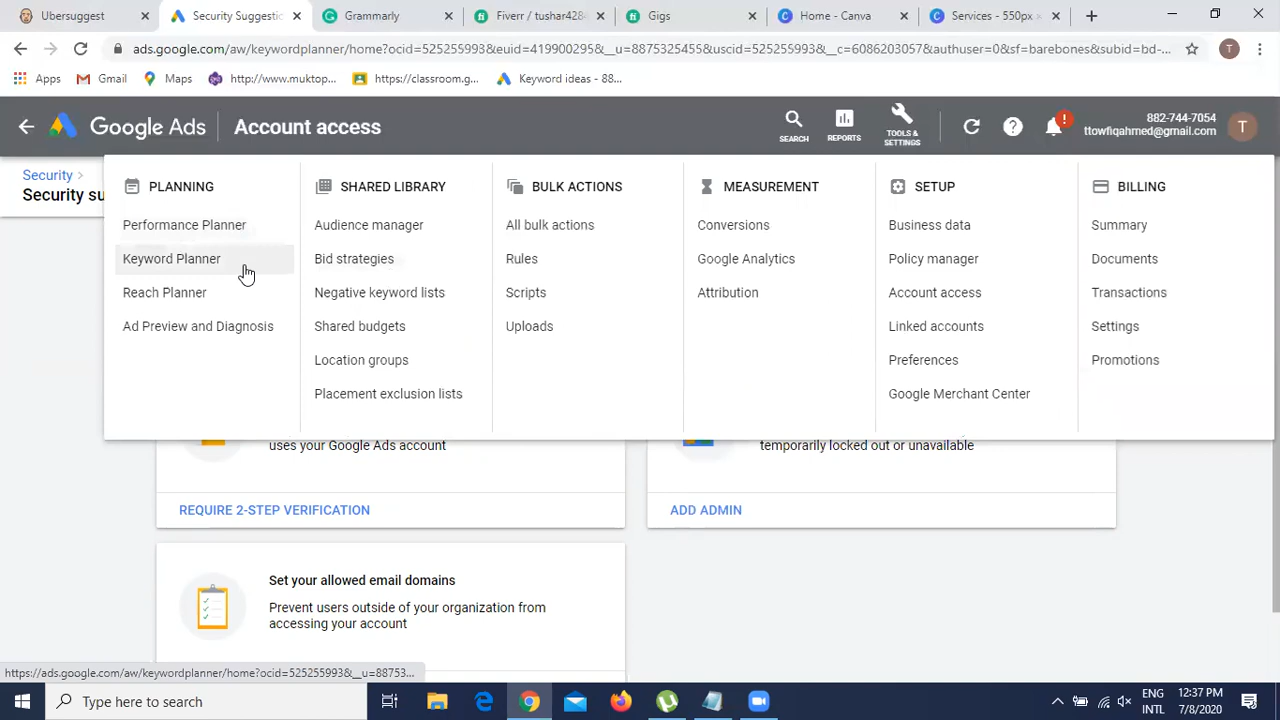 Ubersuggest
Security Suggestic
Grammarly
Fiverr / tushar428
Gigs
Home - Canva
Services - 550px ×
ads.google.com/aw/keywordplanner/home?ocid=525255993&euid=419900295&__u=8875325455&uscid=525255993&__c=6086203057&authuser=0&sf=barebones&subid=bd-...
T
Apps
Gmail
Maps
http://www.muktop...
https://classroom.g...
Keyword ideas - 88...
Google Ads
Account access
SEARCH
REPORTS
TOOLS &
SETTINGS
882-744-7054
ttowfiqahmed@gmail.com
T
Security
Security su
PLANNING
Performance Planner
Keyword Planner
Reach Planner
Ad Preview and Diagnosis
SHARED LIBRARY
Audience manager
Bid strategies
Negative keyword lists
Shared budgets
Location groups
Placement exclusion lists
BULK ACTIONS
All bulk actions
Rules
Scripts
Uploads
MEASUREMENT
Conversions
Google Analytics
Attribution
SETUP
Business data
Policy manager
Account access
Linked accounts
Preferences
Google Merchant Center
BILLING
Summary
Documents
Transactions
Settings
Promotions
uses your Google Ads account
REQUIRE 2-STEP VERIFICATION
temporarily locked out or unavailable
ADD ADMIN
Set your allowed email domains
Prevent users outside of your organization from
accessing your account
https://ads.google.com/aw/keywordplanner/home?ocid=525255993&__u=88753...
Type here to search
ENG
INTL
12:37 PM
7/8/2020